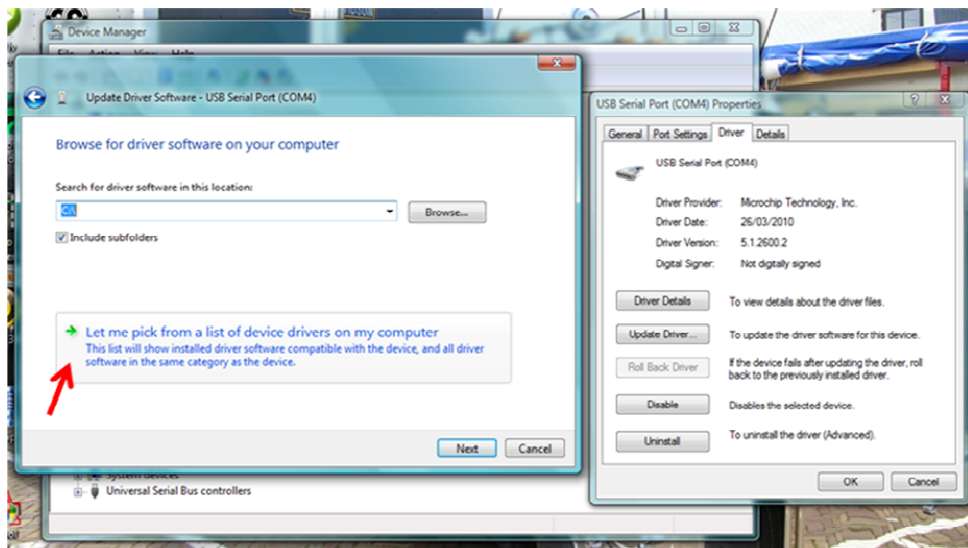 Device Manager
File Action View Help
Update Driver Software - USB Serial Port (COM4)
Browse for driver software on your computer
Search for driver software in this location:
C:\
Browse...
Include subfolders
Let me pick from a list of device drivers on my computer
This list will show installed driver software compatible with the device, and all driver
software in the same category as the device.
Next
Cancel
System devices
Universal Serial Bus controllers
USB Serial Port (COM4) Properties
General
Port Settings
Driver
Details
USB Serial Port (COM4)
Driver Provider: Microchip Technology, Inc.
Driver Date: 26/03/2010
Driver Version: 5.1.2600.2
Digital Signer: Not digitally signed
Driver Details
To view details about the driver files.
Update Driver...
To update the driver software for this device.
Roll Back Driver
If the device fails after updating the driver, roll
back to the previously installed driver.
Disable
Disables the selected device.
Uninstall
To uninstall the driver (Advanced).
OK
Cancel